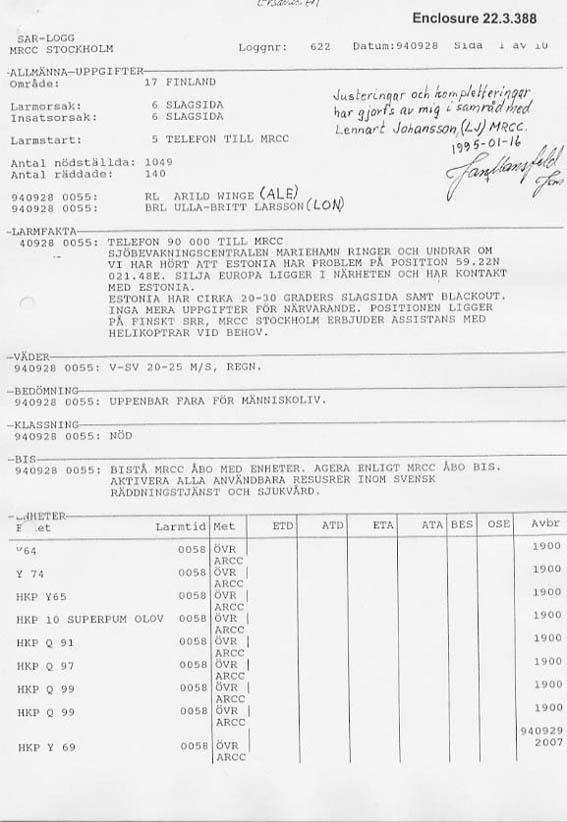 Enclosure 22.3.388
SAR-LOGG
MRCC STOCKHOLM Loggnr: 622 Datum:940928 Sida 1 av 10
ALLMÄNNA-UPPGIFTER
Område: 17 FINLAND
Justeringar och kompletteringar
har gjorts av mig i samråd med
Lennart Johansson, (LJ) MRCC.
1995-01-16
Larmorsak: 6 SLAGSIDA
Insatsorsak: 6 SLAGSIDA
Larmstart: 5 TELEFON TILL MRCC
Antal nödställda: 1049
Antal räddade: 140
940928 0055: RL ARILD WINGE (ALE)
940928 0055: BRL ULLA-BRITT LARSSON (LON)
LARMFAKTA
40928 0055: TELEFON 90 000 TILL MRCC
SJÖBEVAKNINGSCENTRALEN MARIEHAMN RINGER OCH UNDRAR OM
VI HAR HÖRT ATT ESTONIA HAR PROBLEM PÅ POSITION 59.22N
021.48E. SILJA EUROPA LIGGER I NÄRHETEN OCH HAR KONTAKT
MED ESTONIA.
ESTONIA HAR CIRKA 20-30 GRADERS SLAGSIDA SAMT BLACKOUT.
INGA MERA UPPGIFTER FÖR NÄRVARANDE. POSITIONEN LIGGER
PÅ FINSKT SRR, MRCC STOCKHOLM ERBJUDER ASSISTANS MED
HELIKOPTRAR VID BEHOV.
VÄDER
940928 0055: V-SV 20-25 M/S, REGN.
BEDÖMNING
940928 0055: UPPENBAR FARA FÖR MÄNNISKOLIV.
KLASSNING
940928 0055: NÖD
BIS
940928 0055: BISTÅ MRCC ÅBO MED ENHETER. AGERA ENLIGT MRCC ÅBO BIS.
AKTIVERA ALLA ANVÄNDBARA RESUSRER INOM SVENSK
RÄDDNINGSTJÄNST OCH SJUKVÅRD.
Larmtid Met ETD ATD ETA ATA BES OSE Avbr
Y64 0058 ÖVR 1900
ARCC
Y 74 0058 ÖVR 1900
ARCC
HKP Y65 0058 ÖVR 1900
ARCC
HKP 10 SUPERPUM OLOV 0058 ÖVR 1900
ARCC
HKP Q 91 0058 ÖVR 1900
ARCC
HKP Q 97 0058 ÖVR 1900
ARCC
HKP Q 99 0058 ÖVR 1900
ARCC
HKP Q 99 0058 ÖVR 1900
ARCC
940929
HKP Y 69 0058 ÖVR 2007
ARCC